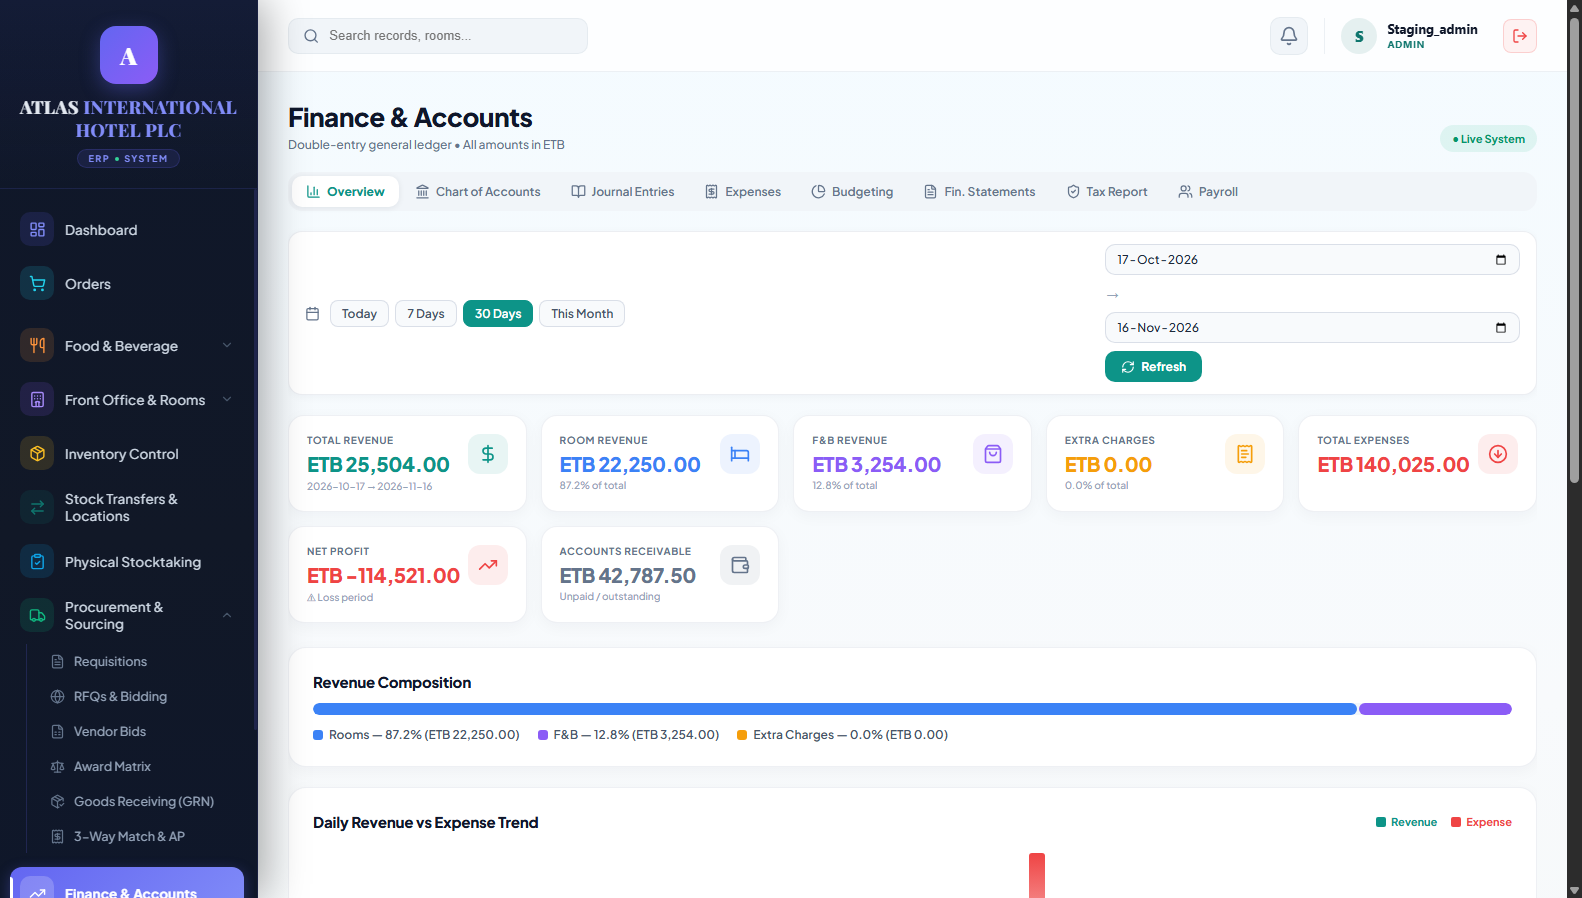 A
ATLAS INTERNATIONAL
HOTEL PLC
ERP • SYSTEM
Dashboard
Orders
Food & Beverage
Front Office & Rooms
Inventory Control
Stock Transfers &
Locations
Physical Stocktaking
Procurement &
Sourcing
Requisitions
RFQs & Bidding
Vendor Bids
Award Matrix
Goods Receiving (GRN)
3-Way Match & AP
Finance & Accounts
Search records, rooms...
S
Staging_admin
ADMIN
Finance & Accounts
Double-entry general ledger • All amounts in ETB
• Live System
Overview
Chart of Accounts
Journal Entries
Expenses
Budgeting
Fin. Statements
Tax Report
Payroll
Today
7 Days
30 Days
This Month
17-Oct-2026
→
16-Nov-2026
Refresh
TOTAL REVENUE
ETB 25,504.00
2026-10-17 → 2026-11-16
ROOM REVENUE
ETB 22,250.00
87.2% of total
F&B REVENUE
ETB 3,254.00
12.8% of total
EXTRA CHARGES
ETB 0.00
0.0% of total
TOTAL EXPENSES
ETB 140,025.00
NET PROFIT
ETB -114,521.00
⚠ Loss period
ACCOUNTS RECEIVABLE
ETB 42,787.50
Unpaid / outstanding
Revenue Composition
Rooms — 87.2% (ETB 22,250.00)
F&B — 12.8% (ETB 3,254.00)
Extra Charges — 0.0% (ETB 0.00)
Daily Revenue vs Expense Trend
Revenue
Expense